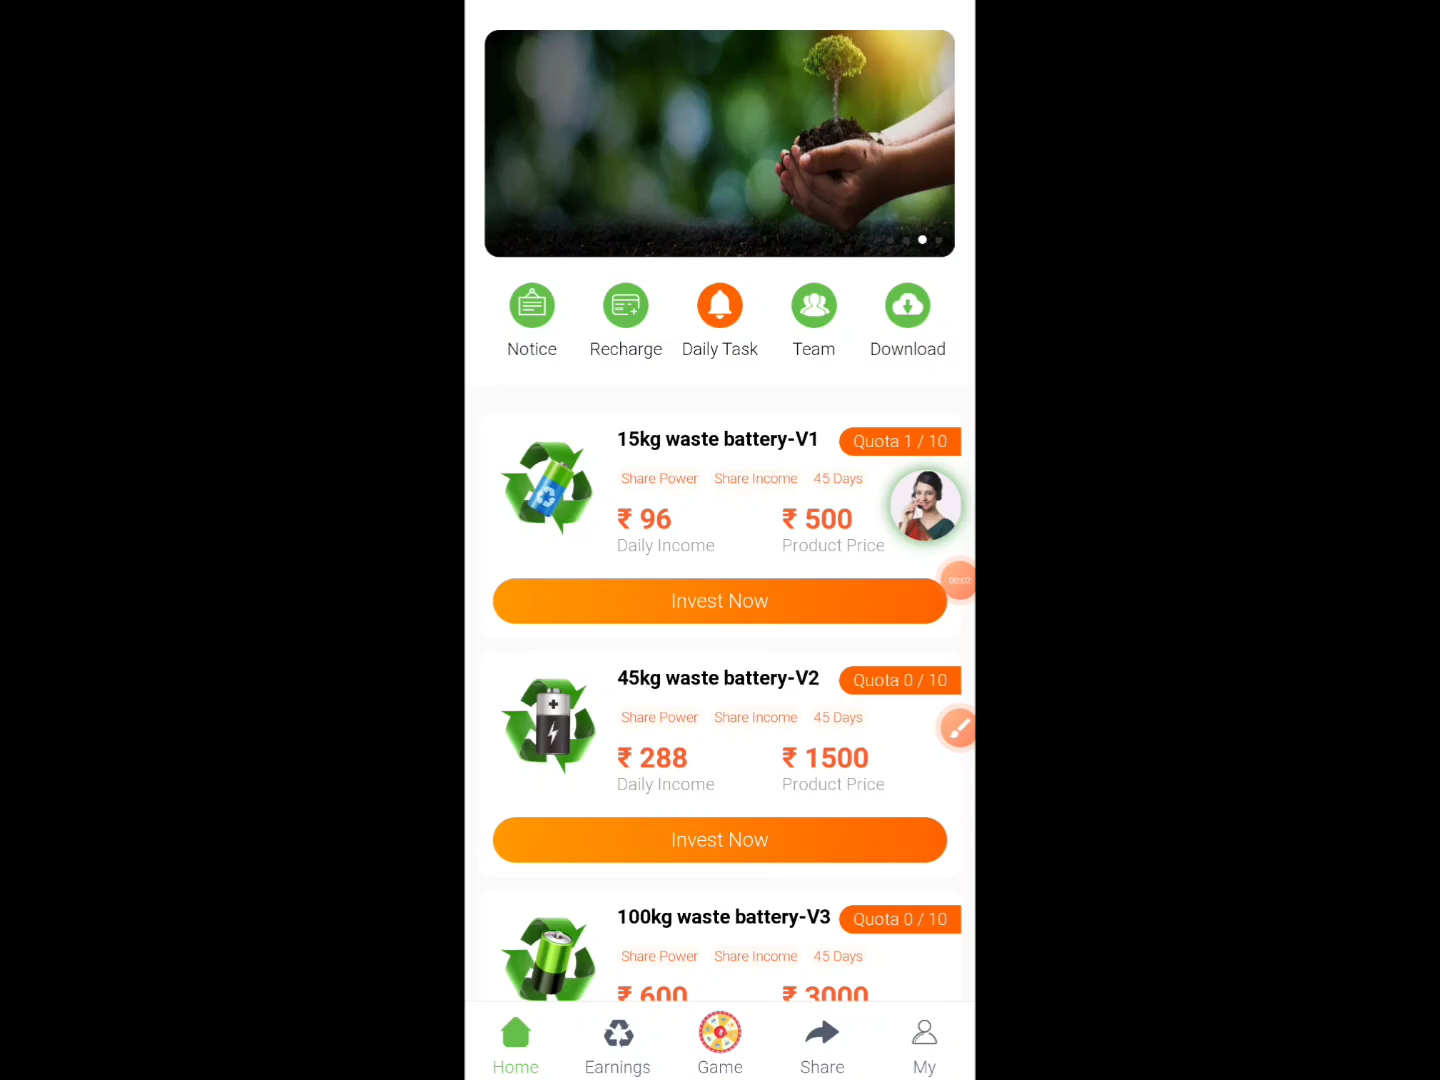 Notice Recharge Daily Task Team Download
15kg waste battery-V1 Quota 1 / 10
Share Power Share Income 45 Days
₹ 96 ₹ 500
Daily Income Product Price
00:02
Invest Now
45kg waste battery-V2 Quota 0 / 10
Share Power Share Income 45 Days
₹ 288 ₹ 1500
Daily Income Product Price
Invest Now
100kg waste battery-V3 Quota 0 / 10
Share Power Share Income 45 Days
₹ 600 ₹ 3000
Home Earnings Game Share My